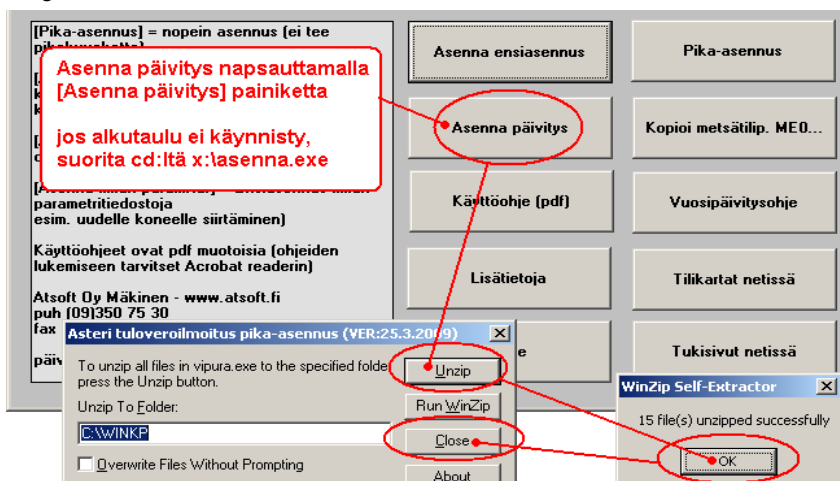 [Pika-asennus] = nopein asennus (ei tee
Asenna päivitys napsauttamalla
[Asenna päivitys] painiketta
jos alkutaulu ei käynnisty,
suorita cd:ltä x:\asenna.exe
parametritiedostoja
esim. uudelle koneelle siirtäminen)
Käyttöohjeet ovat pdf muotoisia (ohjeiden
lukemiseen tarvitset Acrobat readerin)
Atsoft Oy Mäkinen - www.atsoft.fi
puh (09)350 75 30
fax
päiv
Asenna ensiasennus
Pika-asennus
Asenna päivitys
Kopioi metsätilip. ME0...
Käyttöohje (pdf)
Vuosipäivitysohje
Lisätietoja
Tilikartat netissä
e
Tukisivut netissä
Asteri tuloveroilmoitus pika-asennus (VER:25.3.2009)
To unzip all files in vipura.exe to the specified folde
press the Unzip button.
Unzip To Folder:
C:\WINKP
Overwrite Files Without Prompting
Unzip
Run WinZip
Close
About
WinZip Self-Extractor
15 file(s) unzipped successfully
OK